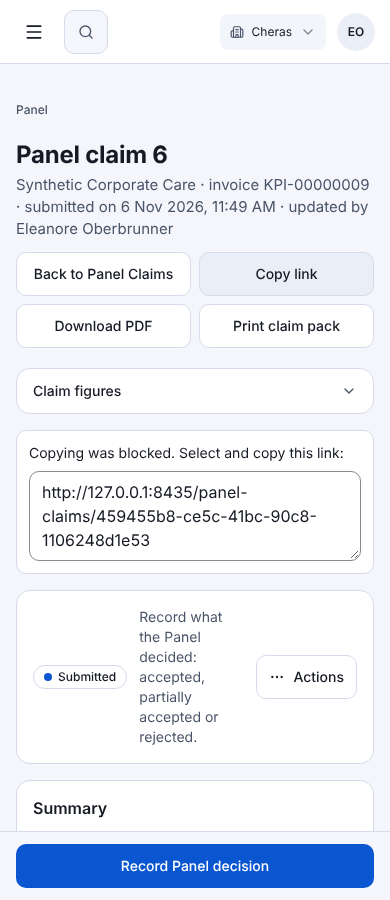 Cheras
EO
Panel
Panel claim 6
Synthetic Corporate Care · invoice KPI-00000009
· submitted on 6 Nov 2026, 11:49 AM · updated by
Eleanore Oberbrunner
Back to Panel Claims
Copy link
Download PDF
Print claim pack
Claim figures
Copying was blocked. Select and copy this link:
http://127.0.0.1:8435/panel-
claims/459455b8-ce5c-41bc-90c8-
1106248d1e53
Submitted
Record what
the Panel
decided:
accepted,
partially
accepted or
rejected.
Actions
Summary
Record Panel decision